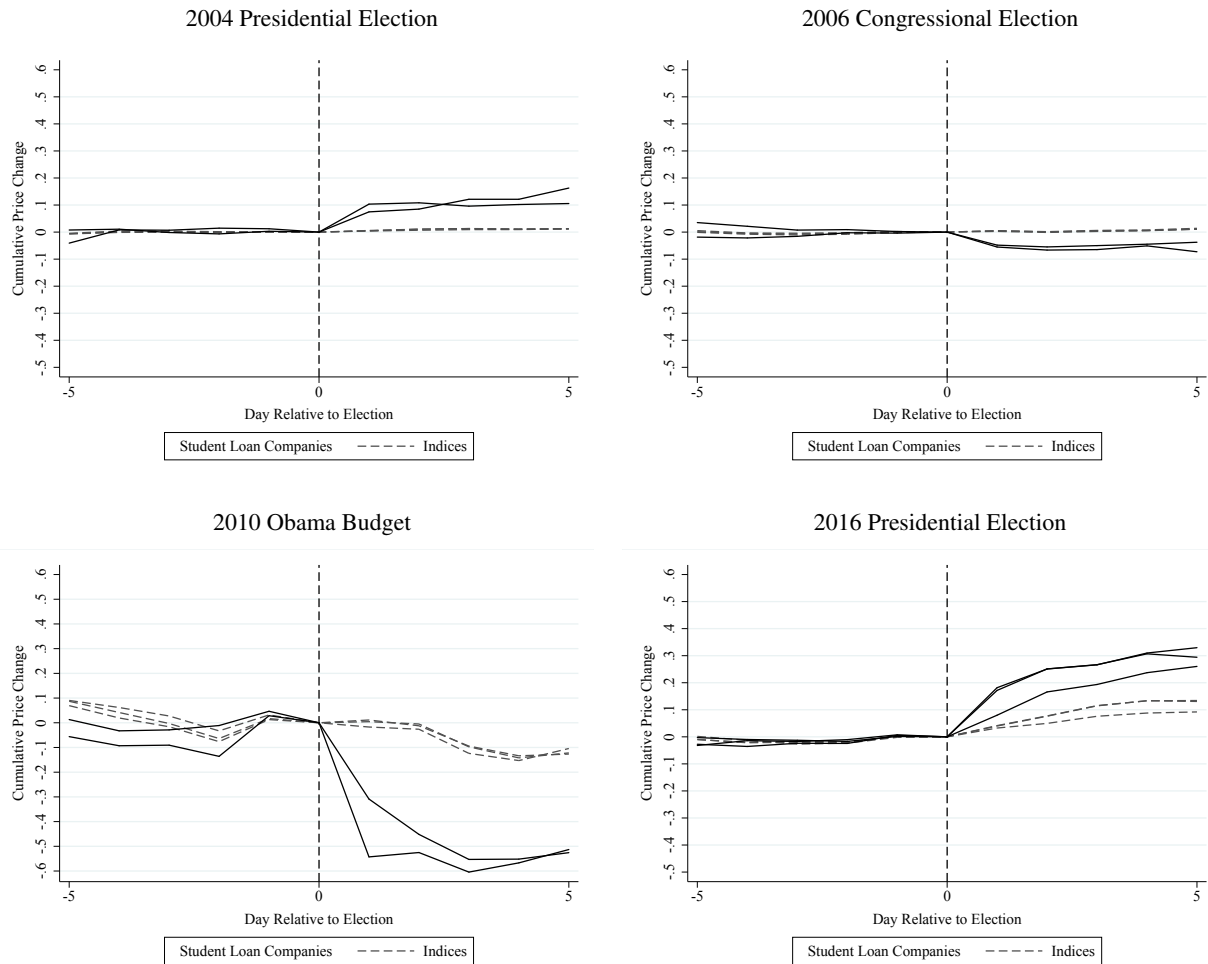 2004 Presidential Election
Cumulative Price Change
.6
.5
.4
.3
.2
.1
0
-.1
-.2
-.3
-.4
-.5
-5 0 5
Day Relative to Election
Student Loan Companies Indices
2006 Congressional Election
Cumulative Price Change
.6
.5
.4
.3
.2
.1
0
-.1
-.2
-.3
-.4
-.5
-5 0 5
Day Relative to Election
Student Loan Companies Indices
2010 Obama Budget
Cumulative Price Change
.6
.5
.4
.3
.2
.1
0
-.1
-.2
-.3
-.4
-.5
-.6
-5 0 5
Day Relative to Election
Student Loan Companies Indices
2016 Presidential Election
Cumulative Price Change
.6
.5
.4
.3
.2
.1
0
-.1
-.2
-.3
-.4
-.5
-5 0 5
Day Relative to Election
Student Loan Companies Indices